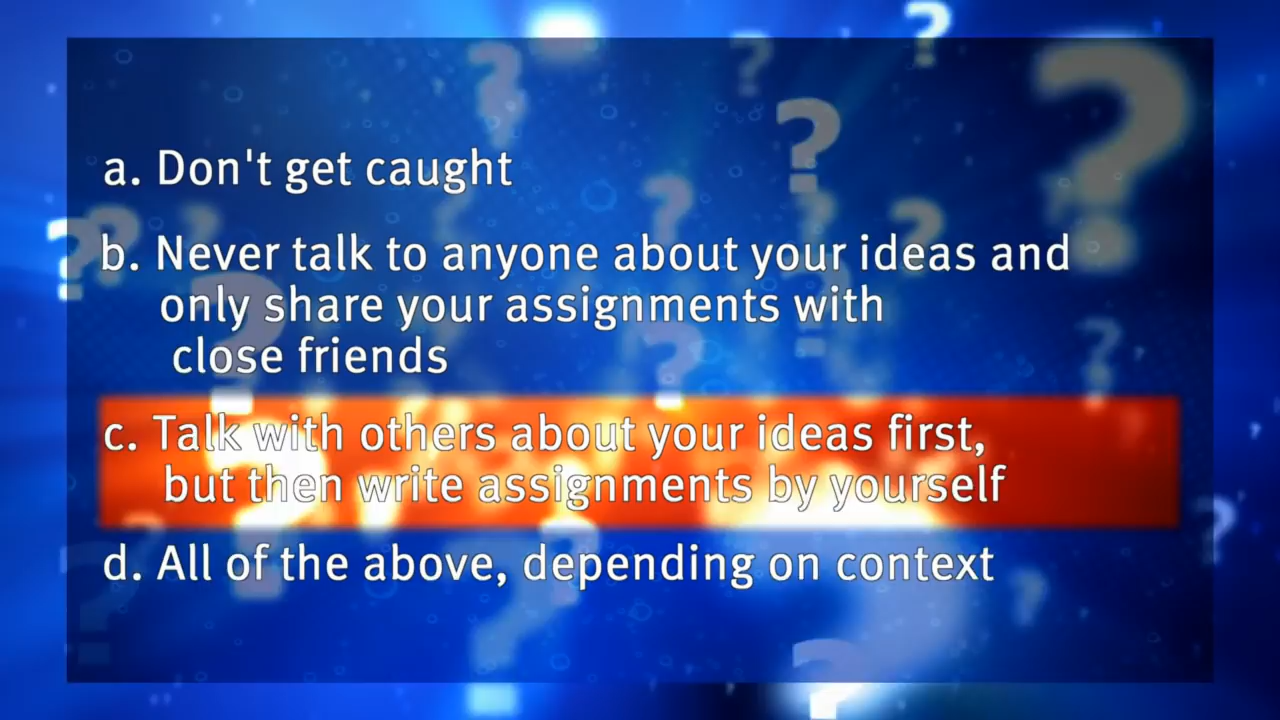 a. Don't get caught
b. Never talk to anyone about your ideas and
only share your assignments with
close friends
c. Talk with others about your ideas first,
but then write assignments by yourself
d. All of the above, depending on context